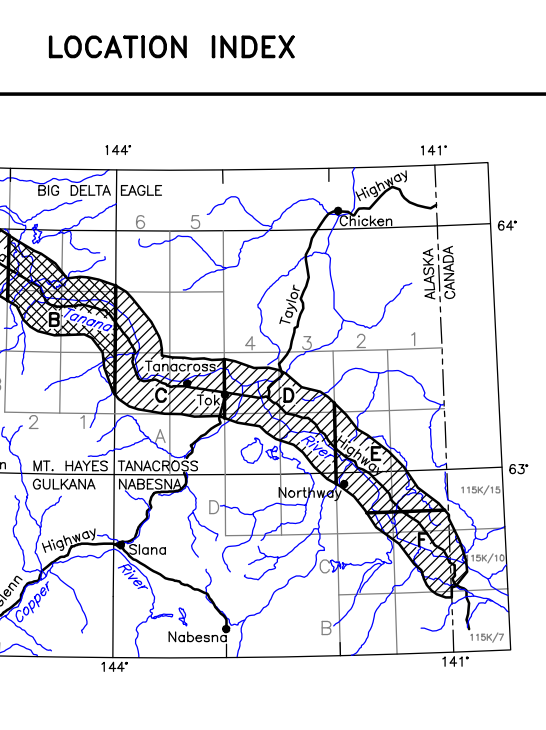 LOCATION INDEX
144°
141°
BIG DELTA EAGLE
Highway
6 5
Chicken
64°
ALASKA
CANADA
Taylor
B
Tanana
4 3 2 1
Tanacross
C
Tok
D
2 1
A
River
Highway
E
MT. HAYES TANACROSS
GULKANA NABESNA
63°
Northway
115K/15
D
Highway
Slana
F
115K/10
C
River
Glenn
Copper
Nabesna
B
115K/7
144°
141°